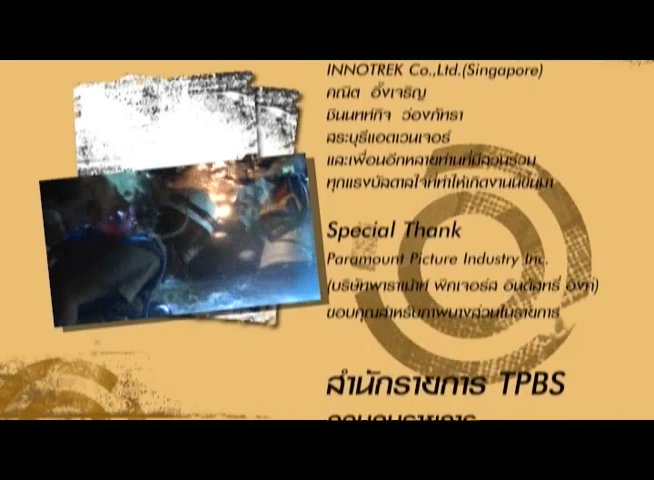 INNOTREK Co.,Ltd.(Singapore)
คณิต อึ๊งเจริญ
ชินนทท์กิจ ว่องภัทรา
สระบุรีแอดเวนเจอร์
และเพื่อนอีกหลายท่านที่มีส่วนร่วม
ทุกแรงบัลดาลใจที่ทำให้เกิดงานนี้ขึ้นมา
Special Thank
Paramount Picture Industry Inc.
(บริษัทพาราเม้าท์ พิคเจอร์ส อินดัสทรี่ อิงค์)
ขอบคุณสำหรับภาพบางส่วนในรายการ
สำนักรายการ TPBS